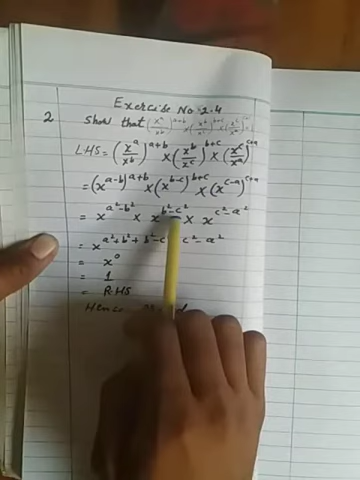 Exercise No 2.4
2 Show that (x^a/x^b)^a+b × (x^b/x^c)^b+c × (x^c/x^a)
LHS = (x^a/x^b)^a+b × (x^b/x^c)^b+c × (x^c/x^a)^c+a
= (x^a-b)^a+b × (x^b-c)^b+c × (x^c-a)^c+a
= x^a²-b² × x^b²-c² × x^c²-a²
= x^a²+b²+b²-c² c²-a²
= x^0
= 1
= R.HS
Hence